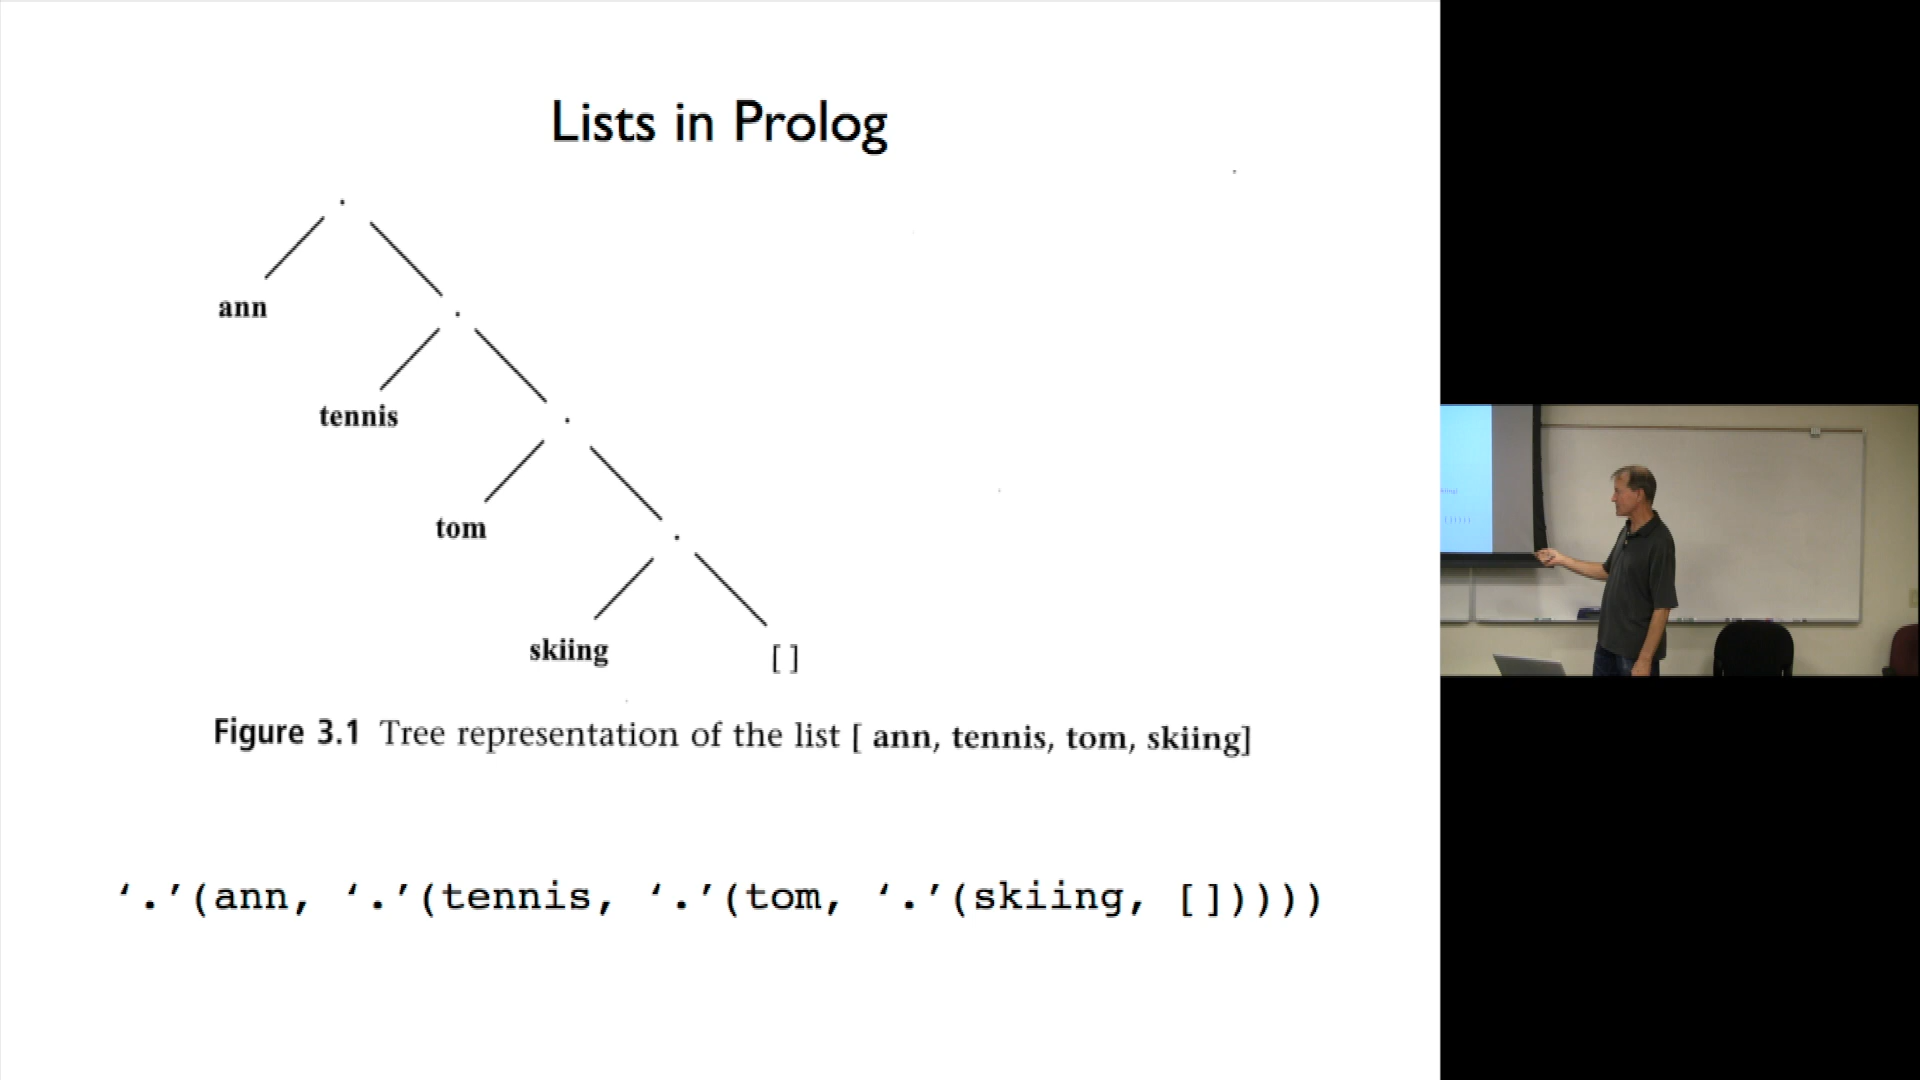 Lists in Prolog
.
ann
.
tennis
.
tom
.
skiing
[ ]
Figure 3.1 Tree representation of the list [ ann, tennis, tom, skiing]
‘.’(ann, ‘.’(tennis, ‘.’(tom, ‘.’(skiing, []))))